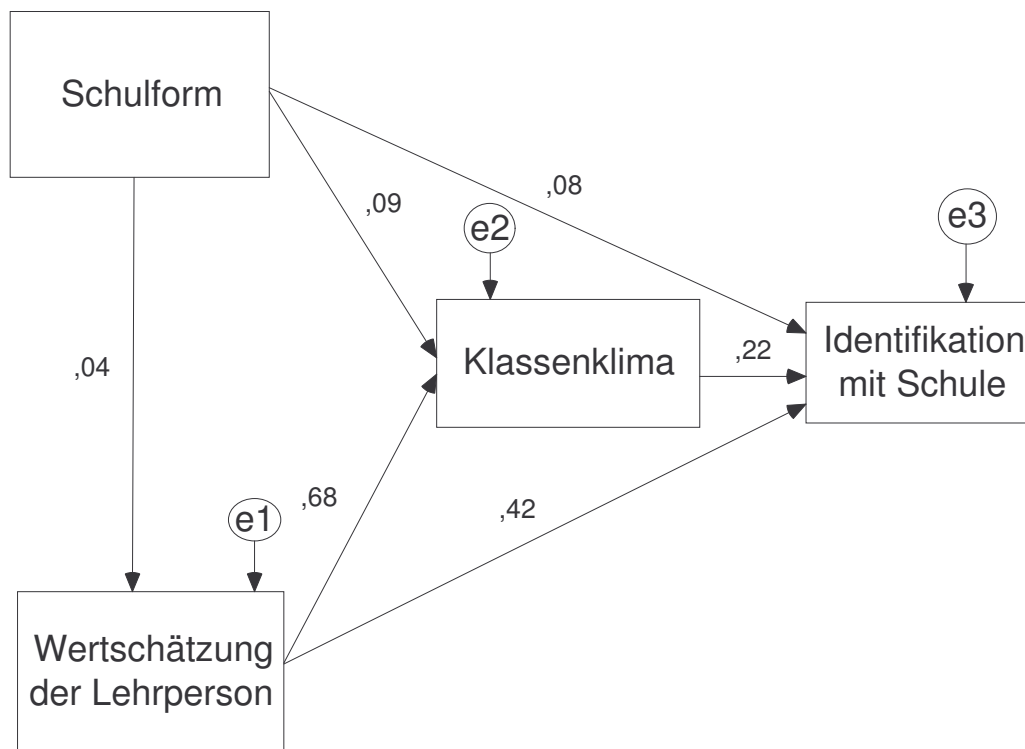 Schulform
,08
,09
e2
e3
Klassenklima
,22
Identifikation
mit Schule
,04
,68
,42
e1
Wertschätzung
der Lehrperson